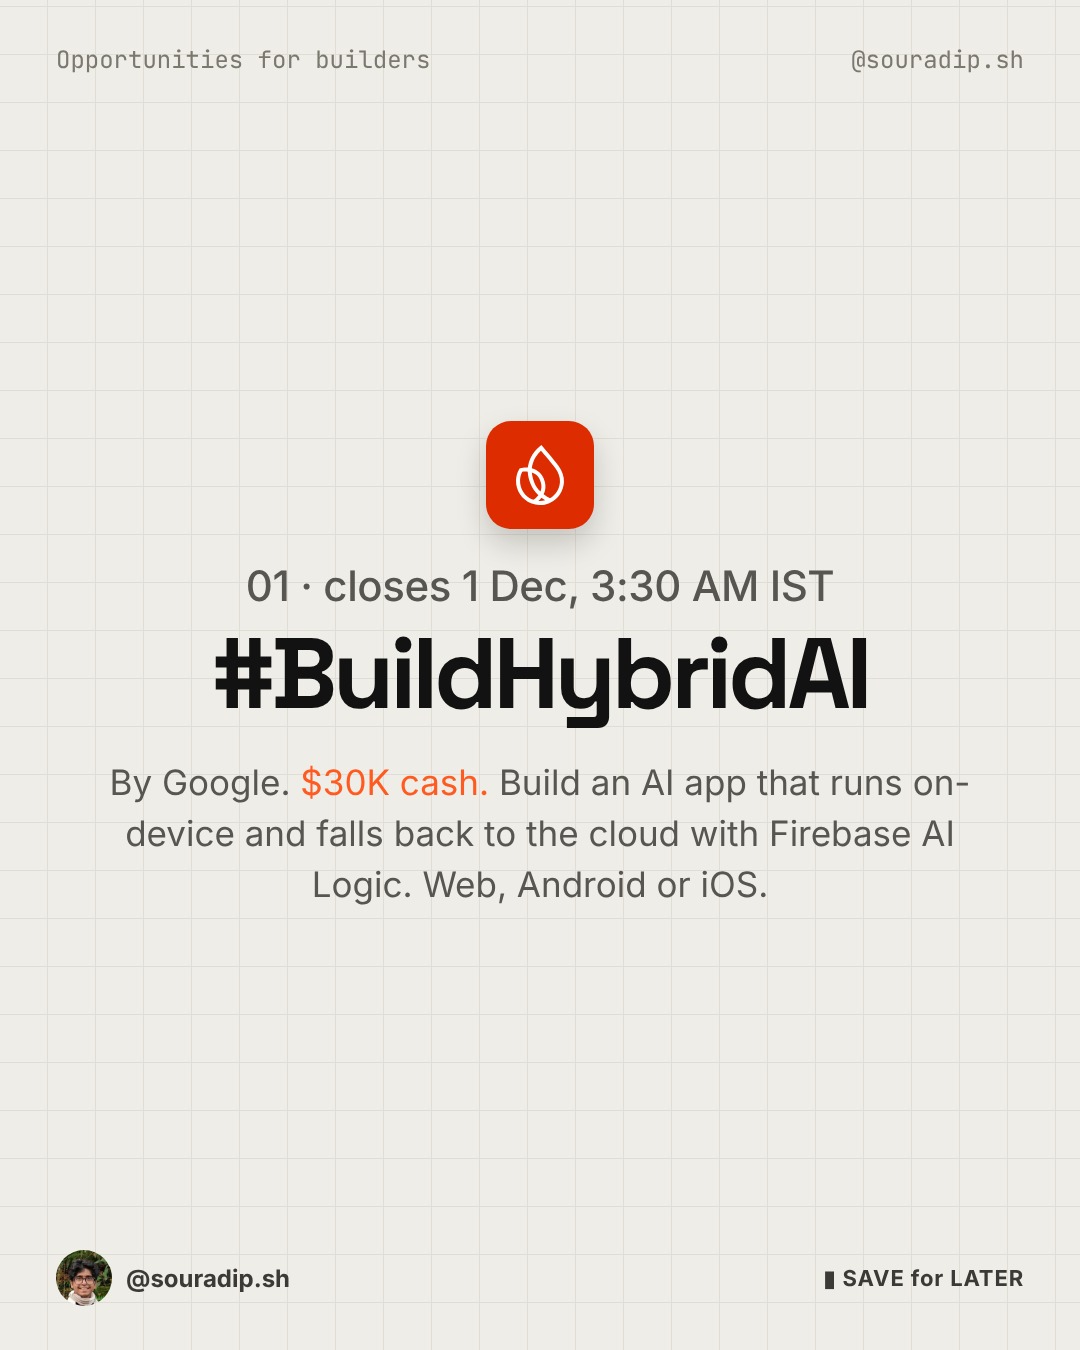 Opportunities for builders
@souradip.sh
01 · closes 1 Dec, 3:30 AM IST
#BuildHybridAI
By Google. $30K cash. Build an AI app that runs on-
device and falls back to the cloud with Firebase AI
Logic. Web, Android or iOS.
@souradip.sh
SAVE for LATER